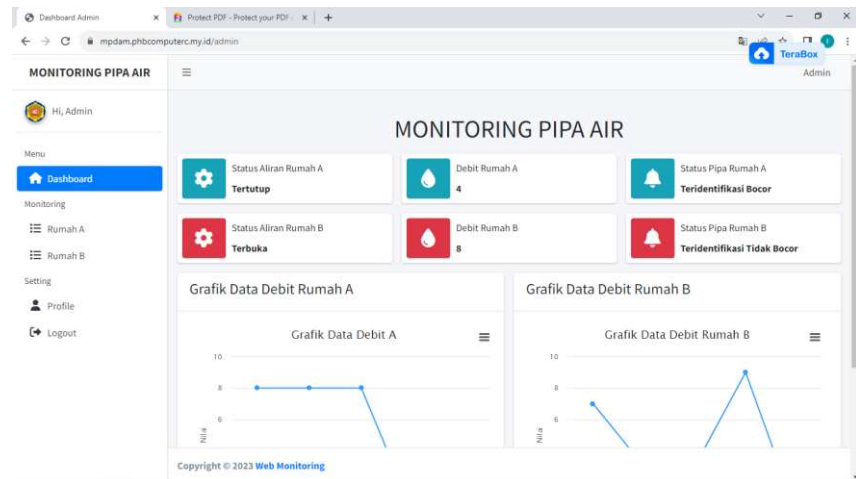 Dashboard Admin
Protect PDF - Protect your PDF
mpdam.phbcomputerc.my.id/admin
TeraBox
MONITORING PIPA AIR
Admin
Hi, Admin
Menu
Dashboard
Monitoring
Rumah A
Rumah B
Setting
Profile
Logout
MONITORING PIPA AIR
Status Aliran Rumah A
Tertutup
Debit Rumah A
4
Status Pipa Rumah A
Teridentifikasi Bocor
Status Aliran Rumah B
Terbuka
Debit Rumah B
8
Status Pipa Rumah B
Teridentifikasi Tidak Bocor
Grafik Data Debit Rumah A
Grafik Data Debit A
10
8
6
Nilai
Grafik Data Debit Rumah B
Grafik Data Debit Rumah B
10
8
6
Nilai
Copyright © 2023 Web Monitoring